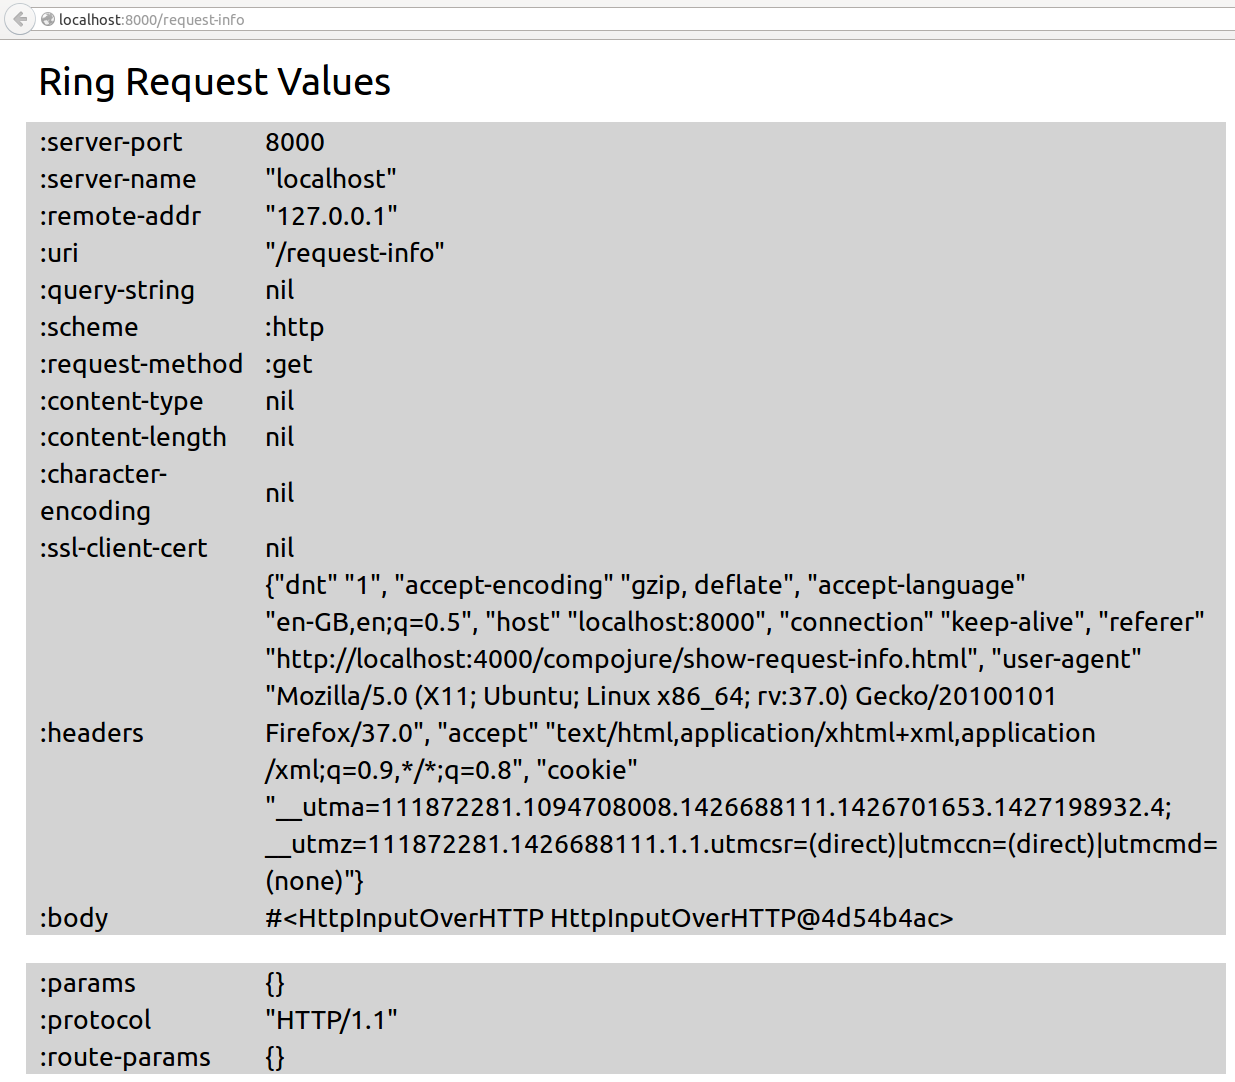 localhost:8000/request-info
Ring Request Values
:server-port 8000
:server-name "localhost"
:remote-addr "127.0.0.1"
:uri "/request-info"
:query-string nil
:scheme :http
:request-method :get
:content-type nil
:content-length nil
:character-
encoding nil
:ssl-client-cert nil
{"dnt" "1", "accept-encoding" "gzip, deflate", "accept-language"
"en-GB,en;q=0.5", "host" "localhost:8000", "connection" "keep-alive", "referer"
"http://localhost:4000/compojure/show-request-info.html", "user-agent"
"Mozilla/5.0 (X11; Ubuntu; Linux x86_64; rv:37.0) Gecko/20100101
:headers Firefox/37.0", "accept" "text/html,application/xhtml+xml,application
/xml;q=0.9,*/*;q=0.8", "cookie"
"__utma=111872281.1094708008.1426688111.1426701653.1427198932.4;
__utmz=111872281.1426688111.1.1.utmcsr=(direct)|utmccn=(direct)|utmcmd=
(none)"}
:body #<HttpInputOverHTTP HttpInputOverHTTP@4d54b4ac>
:params {}
:protocol "HTTP/1.1"
:route-params {}